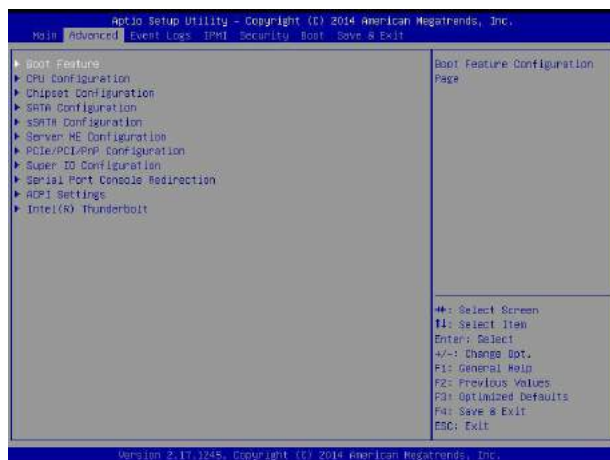 Aptio Setup Utility - Copyright (C) 2014 American Megatrends, Inc.
Main Advanced Event Logs IPMI Security Boot Save & Exit
Boot Feature
CPU Configuration
Chipset Configuration
SATA Configuration
sSATA Configuration
Server ME Configuration
PCIe/PCI/PnP Configuration
Super IO Configuration
Serial Port Console Redirection
ACPI Settings
Intel(R) Thunderbolt
Boot Feature Configuration
Page
→←: Select Screen
↑↓: Select Item
Enter: Select
+/-: Change Opt.
F1: General Help
F2: Previous Values
F3: Optimized Defaults
F4: Save & Exit
ESC: Exit
Version 2.17.1245. Copyright (C) 2014 American Megatrends, Inc.